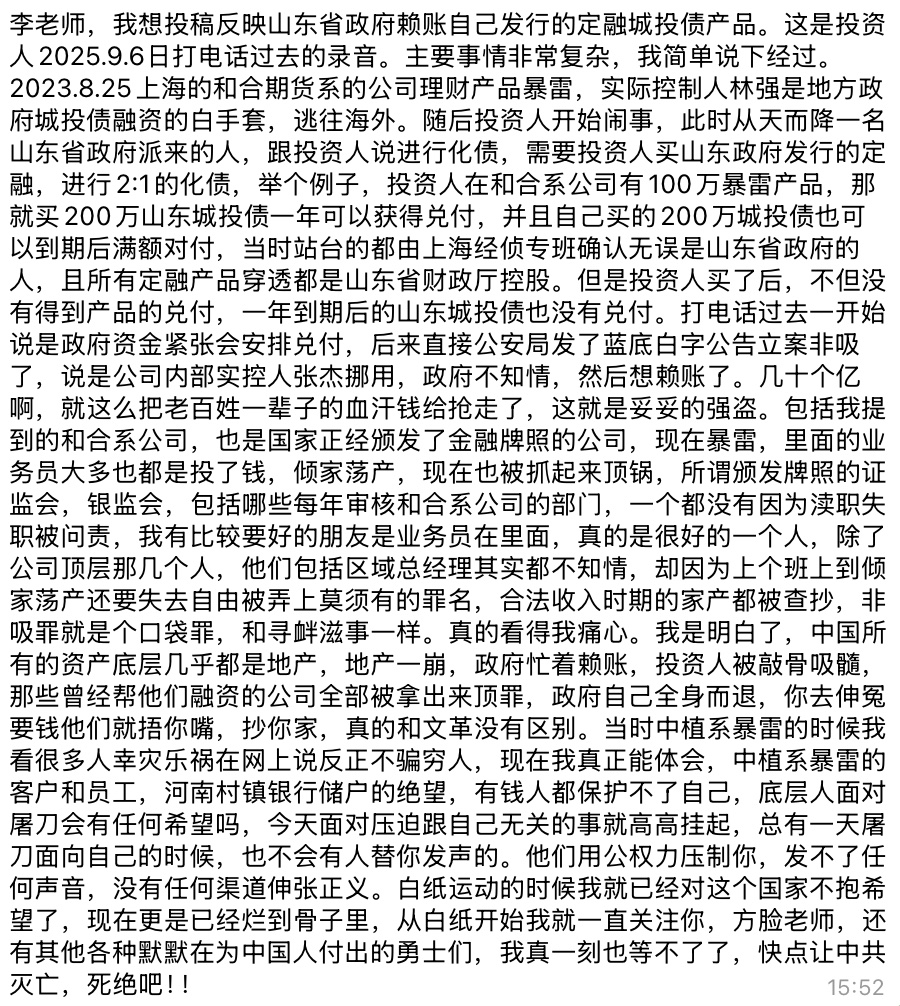 李老师，我想投稿反映山东省政府赖账自己发行的定融城投债产品。这是投资
人2025.9.6日打电话过去的录音。主要事情非常复杂，我简单说下经过。
2023.8.25上海的和合期货系的公司理财产品暴雷，实际控制人林强是地方政
府城投债融资的白手套，逃往海外。随后投资人开始闹事，此时从天而降一名
山东省政府派来的人，跟投资人说进行化债，需要投资人买山东政府发行的定
融，进行2:1的化债，举个例子，投资人在和合系公司有100万暴雷产品，那
就买200万山东城投债一年可以获得兑付，并且自己买的200万城投债也可
以到期后满额对付，当时站台的都由上海经侦专班确认无误是山东省政府的
人，且所有定融产品穿透都是山东省财政厅控股。但是投资人买了后，不但没
有得到产品的兑付，一年到期后的山东城投债也没有兑付。打电话过去一开始
说是政府资金紧张会安排兑付，后来直接公安局发了蓝底白字公告立案非吸
了，说是公司内部实控人张杰挪用，政府不知情，然后想赖账了。几十个亿
啊，就这么把老百姓一辈子的血汗钱给抢走了，这就是妥妥的强盗。包括我提
到的和合系公司，也是国家正经颁发了金融牌照的公司，现在暴雷，里面的业
务员大多也都是投了钱，倾家荡产，现在也被抓起来顶锅，所谓颁发牌照的证
监会，银监会，包括哪些每年审核和合系公司的部门，一个都没有因为渎职失
职被问责，我有比较要好的朋友是业务员在里面，真的是很好的一个人，除了
公司顶层那几个人，他们包括区域总经理其实都不知情，却因为上个班上到倾
家荡产还要失去自由被弄上莫须有的罪名，合法收入时期的家产都被查抄，非
吸罪就是个口袋罪，和寻衅滋事一样。真的看得我痛心。我是明白了，中国所
有的资产底层几乎都是地产，地产一崩，政府忙着赖账，投资人被敲骨吸髓，
那些曾经帮他们融资的公司全部被拿出来顶罪，政府自己全身而退，你去伸冤
要钱他们就捂你嘴，抄你家，真的和文革没有区别。当时中植系暴雷的时候我
看很多人幸灾乐祸在网上说反正不骗穷人，现在我真正能体会，中植系暴雷的
客户和员工，河南村镇银行储户的绝望，有钱人都保护不了自己，底层人面对
屠刀会有任何希望吗，今天面对压迫跟自己无关的事就高高挂起，总有一天屠
刀面向自己的时候，也不会有人替你发声的。他们用公权力压制你，发不了任
何声音，没有任何渠道伸张正义。白纸运动的时候我就已经对这个国家不抱希
望了，现在更是已经烂到骨子里，从白纸开始我就一直关注你，方脸老师，还
有其他各种默默在为中国人付出的勇士们，我真一刻也等不了了，快点让中共
灭亡，死绝吧！！
15:52